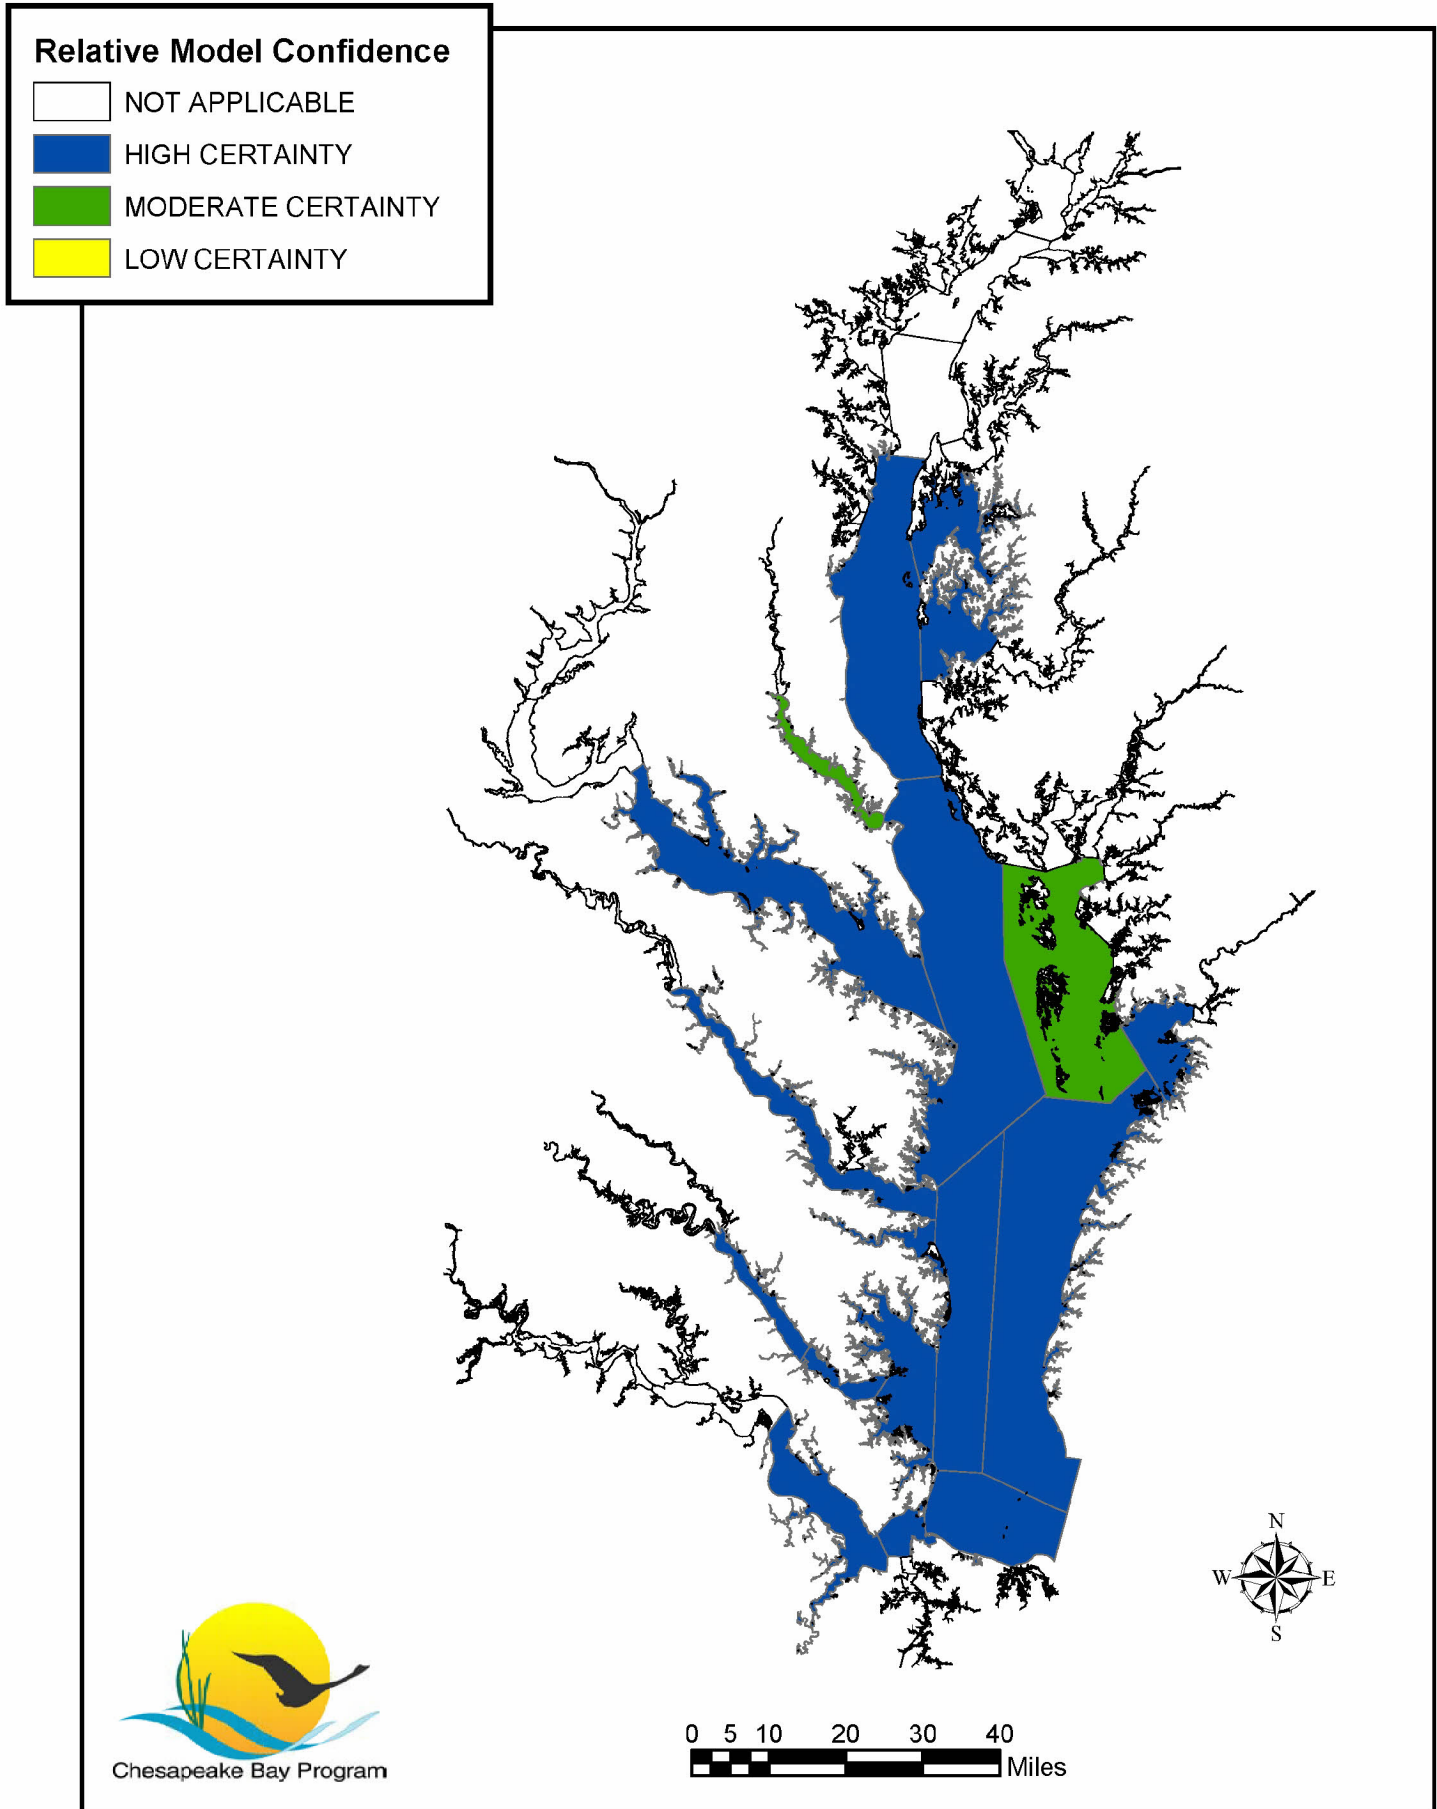 Relative Model Confidence
NOT APPLICABLE
HIGH CERTAINTY
MODERATE CERTAINTY
LOW CERTAINTY
N
W E
S
0 5 10 20 30 40
Miles
Chesapeake Bay Program